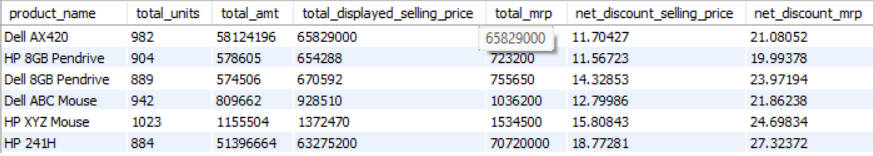 product_name total_units total_amt total_displayed_selling_price total_mrp net_discount_selling_price net_discount_mrp
Dell AX420 982 58124196 65829000 65829000 11.70427 21.08052
HP 8GB Pendrive 904 578605 654288 723200 11.56723 19.99378
Dell 8GB Pendrive 889 574506 670592 755650 14.32853 23.97194
Dell ABC Mouse 942 809662 928510 1036200 12.79986 21.86238
HP XYZ Mouse 1023 1155504 1372470 1534500 15.80843 24.69834
HP 241H 884 51396664 63275200 70720000 18.77281 27.32372